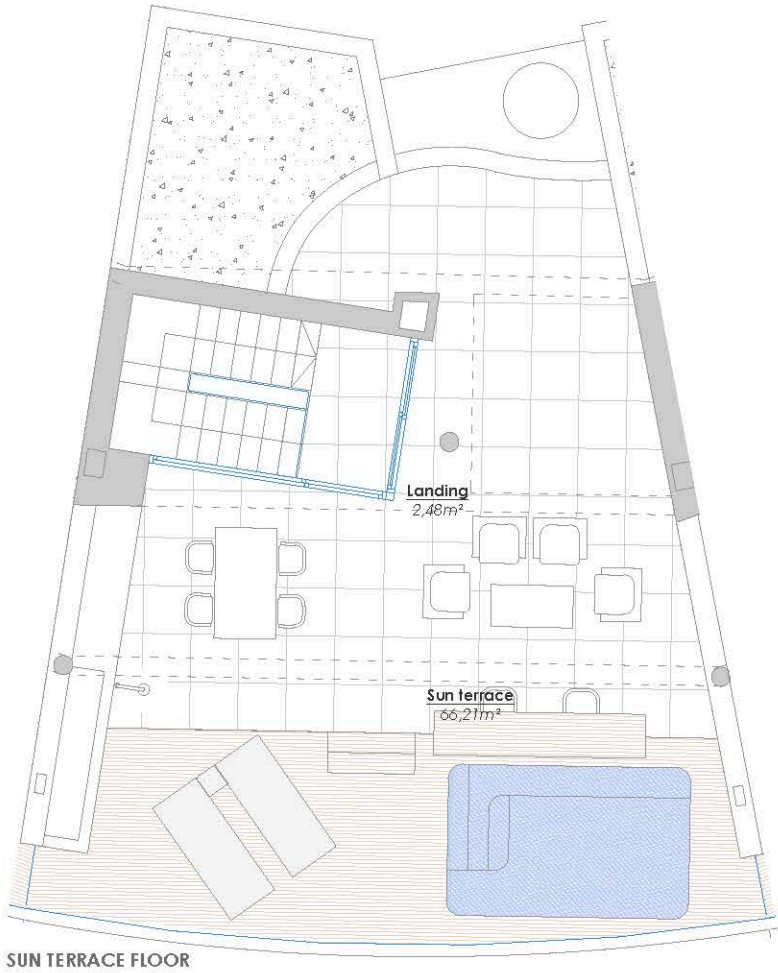 Landing
2,48m²
Sun terrace
66,21m²
SUN TERRACE FLOOR